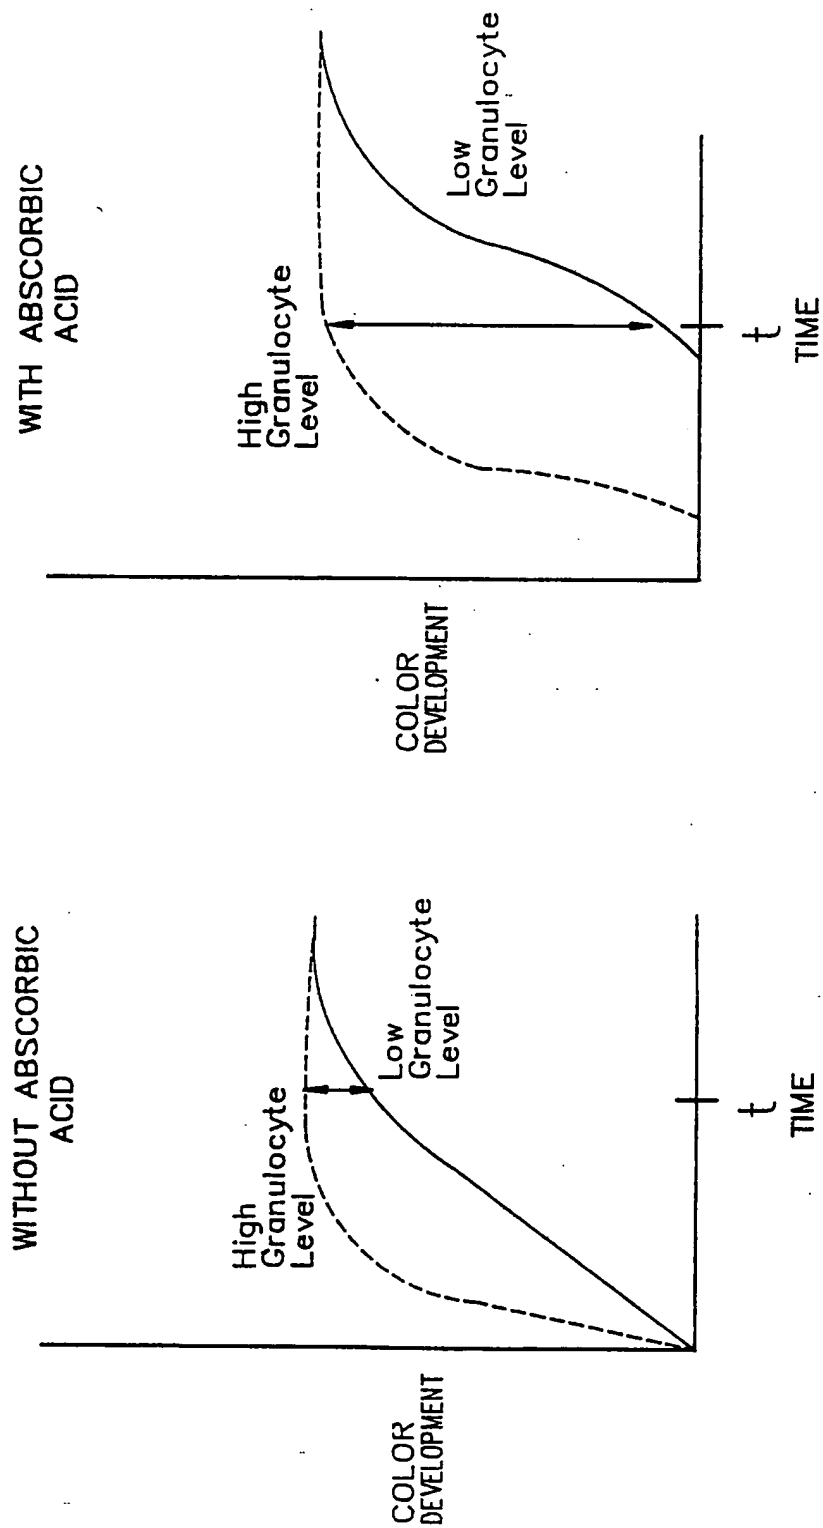 WITHOUT ABSCORBIC
ACID
High
Granulocyte
Level
Low
Granulocyte
Level
COLOR
DEVELOPMENT
t
TIME
WITH ABSCORBIC
ACID
High
Granulocyte
Level
Low
Granulocyte
Level
COLOR
DEVELOPMENT
t
TIME